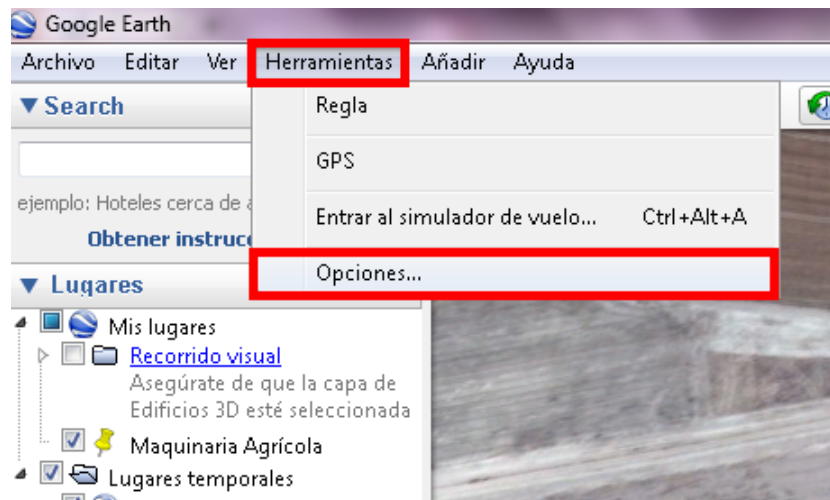 Google Earth
Archivo Editar Ver Herramientas Añadir Ayuda
Search
Regla
GPS
ejemplo: Hoteles cerca de
Entrar al simulador de vuelo... Ctrl+Alt+A
Obtener
Opciones...
Lugares
Mis lugares
Recorrido visual
Asegúrate de que la capa de
Edificios 3D esté seleccionada
Maquinaria Agrícola
Lugares temporales